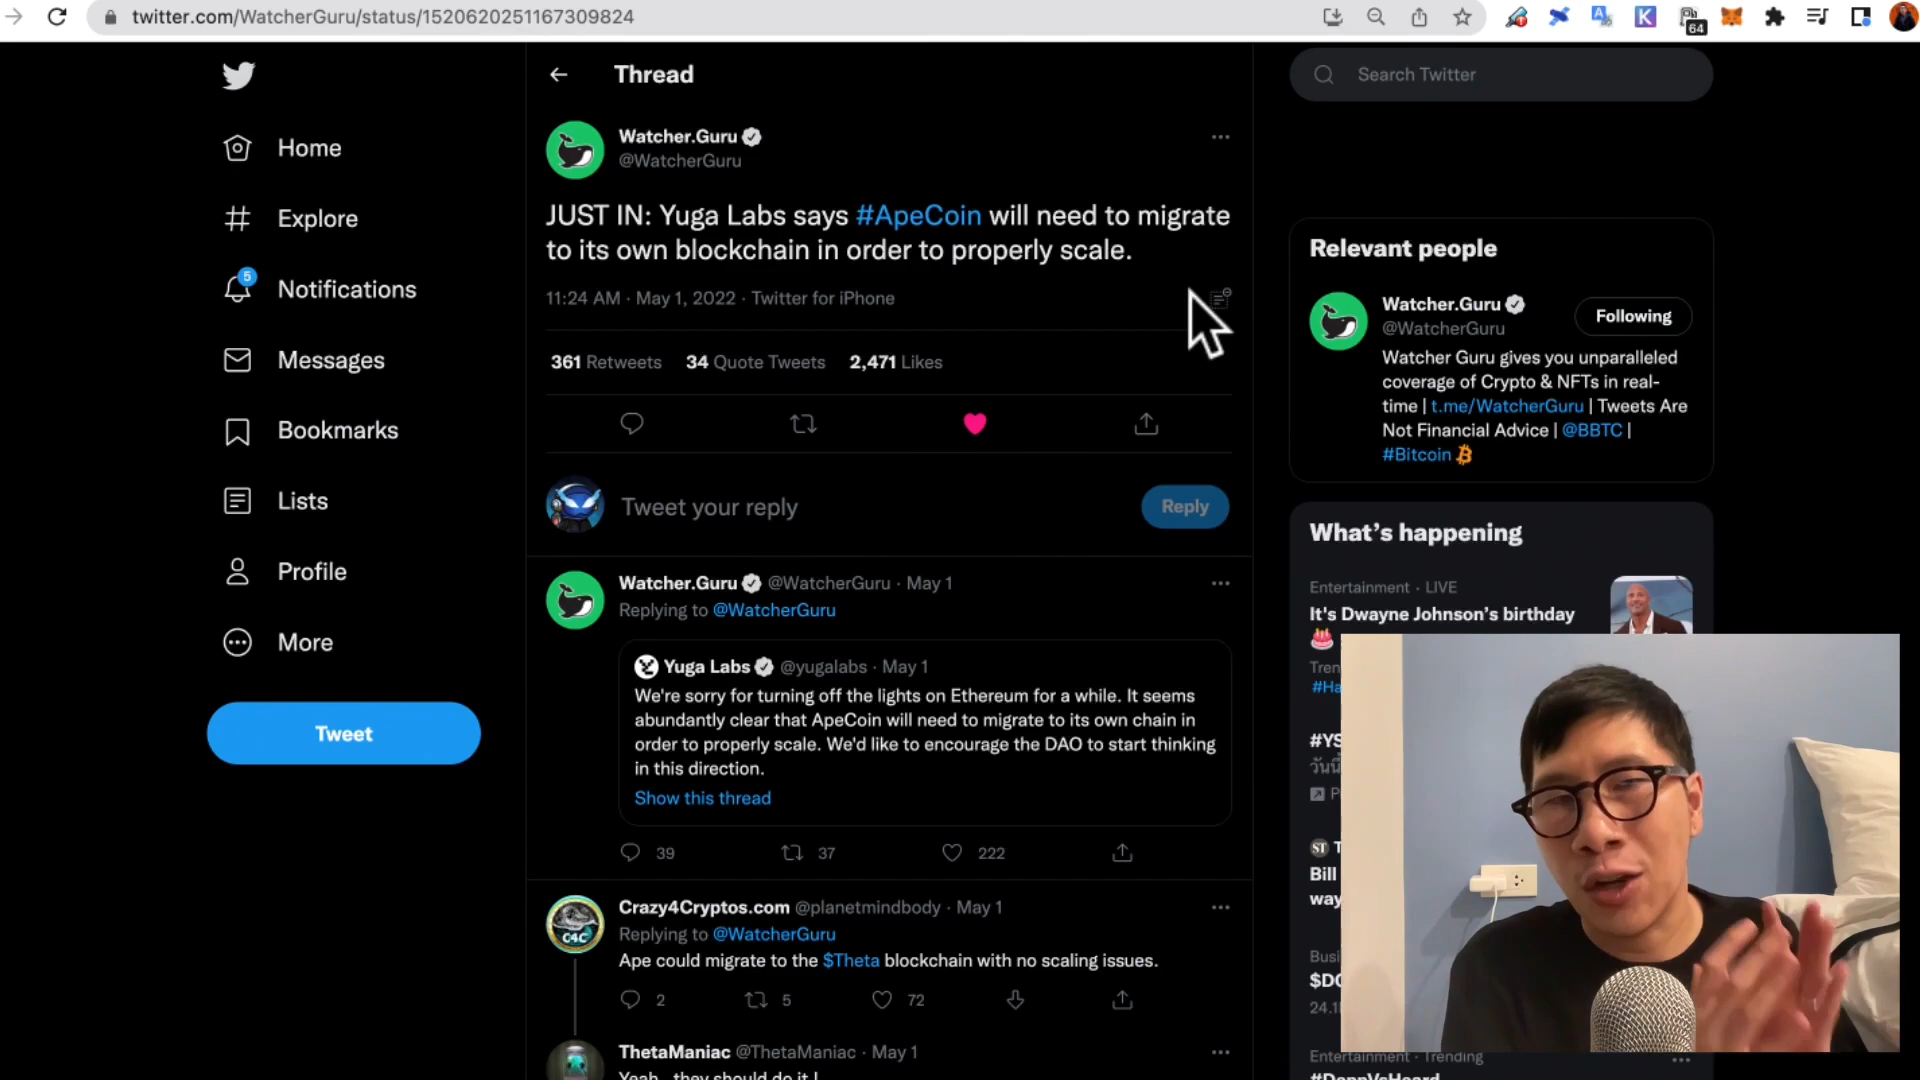 twitter.com/WatcherGuru/status/1520620251167309824
64
Home
Explore
5
Notifications
Messages
Bookmarks
Lists
Profile
More
Tweet
Thread
Watcher.Guru
@WatcherGuru
JUST IN: Yuga Labs says #ApeCoin will need to migrate
to its own blockchain in order to properly scale.
11:24 AM · May 1, 2022 · Twitter for iPhone
361 Retweets 34 Quote Tweets 2,471 Likes
Tweet your reply
Reply
Watcher.Guru @WatcherGuru · May 1
Replying to @WatcherGuru
Yuga Labs @yugalabs · May 1
We're sorry for turning off the lights on Ethereum for a while. It seems
abundantly clear that ApeCoin will need to migrate to its own chain in
order to properly scale. We'd like to encourage the DAO to start thinking
in this direction.
Show this thread
39 37 222
Crazy4Cryptos.com @planetmindbody · May 1
C4C
Replying to @WatcherGuru
Ape could migrate to the $Theta blockchain with no scaling issues.
2 5 72
ThetaManiac @ThetaManiac · May 1
Yeah.. they should do it !
Search Twitter
Relevant people
Watcher.Guru
@WatcherGuru
Following
Watcher Guru gives you unparalleled
coverage of Crypto & NFTs in real-
time | t.me/WatcherGuru | Tweets Are
Not Financial Advice | @BBTC |
#Bitcoin
What's happening
Entertainment · LIVE
It's Dwayne Johnson's birthday
Tren
#Ha
#YS
วันนี้
P
ST T
Bill
way
Busi
$DO
24.1
Entertainment · Trending
#DeppVsHeard